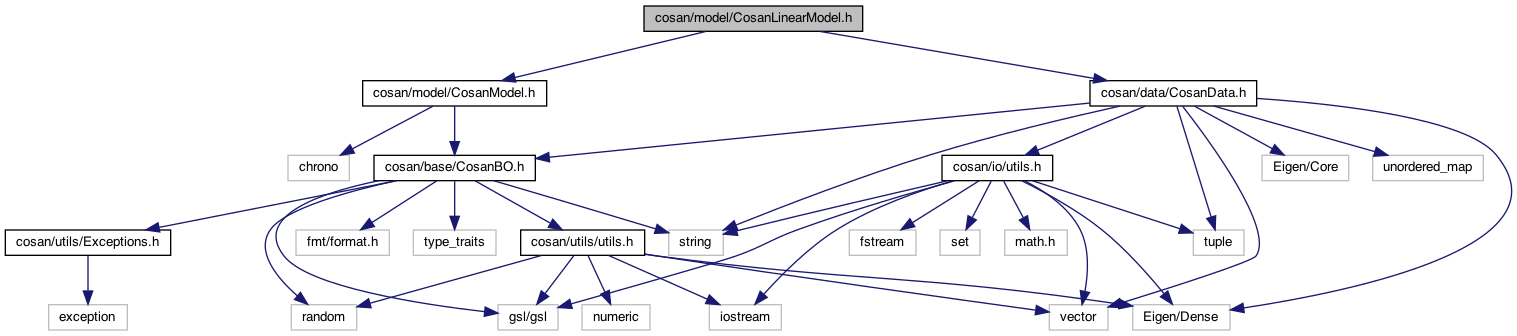 cosan/model/CosanLinearModel.h
cosan/model/CosanModel.h
cosan/data/CosanData.h
chrono
cosan/base/CosanBO.h
cosan/io/utils.h
Eigen/Core
unordered_map
cosan/utils/Exceptions.h
fmt/format.h
type_traits
cosan/utils/utils.h
string
fstream
set
math.h
tuple
exception
random
gsl/gsl
numeric
iostream
vector
Eigen/Dense